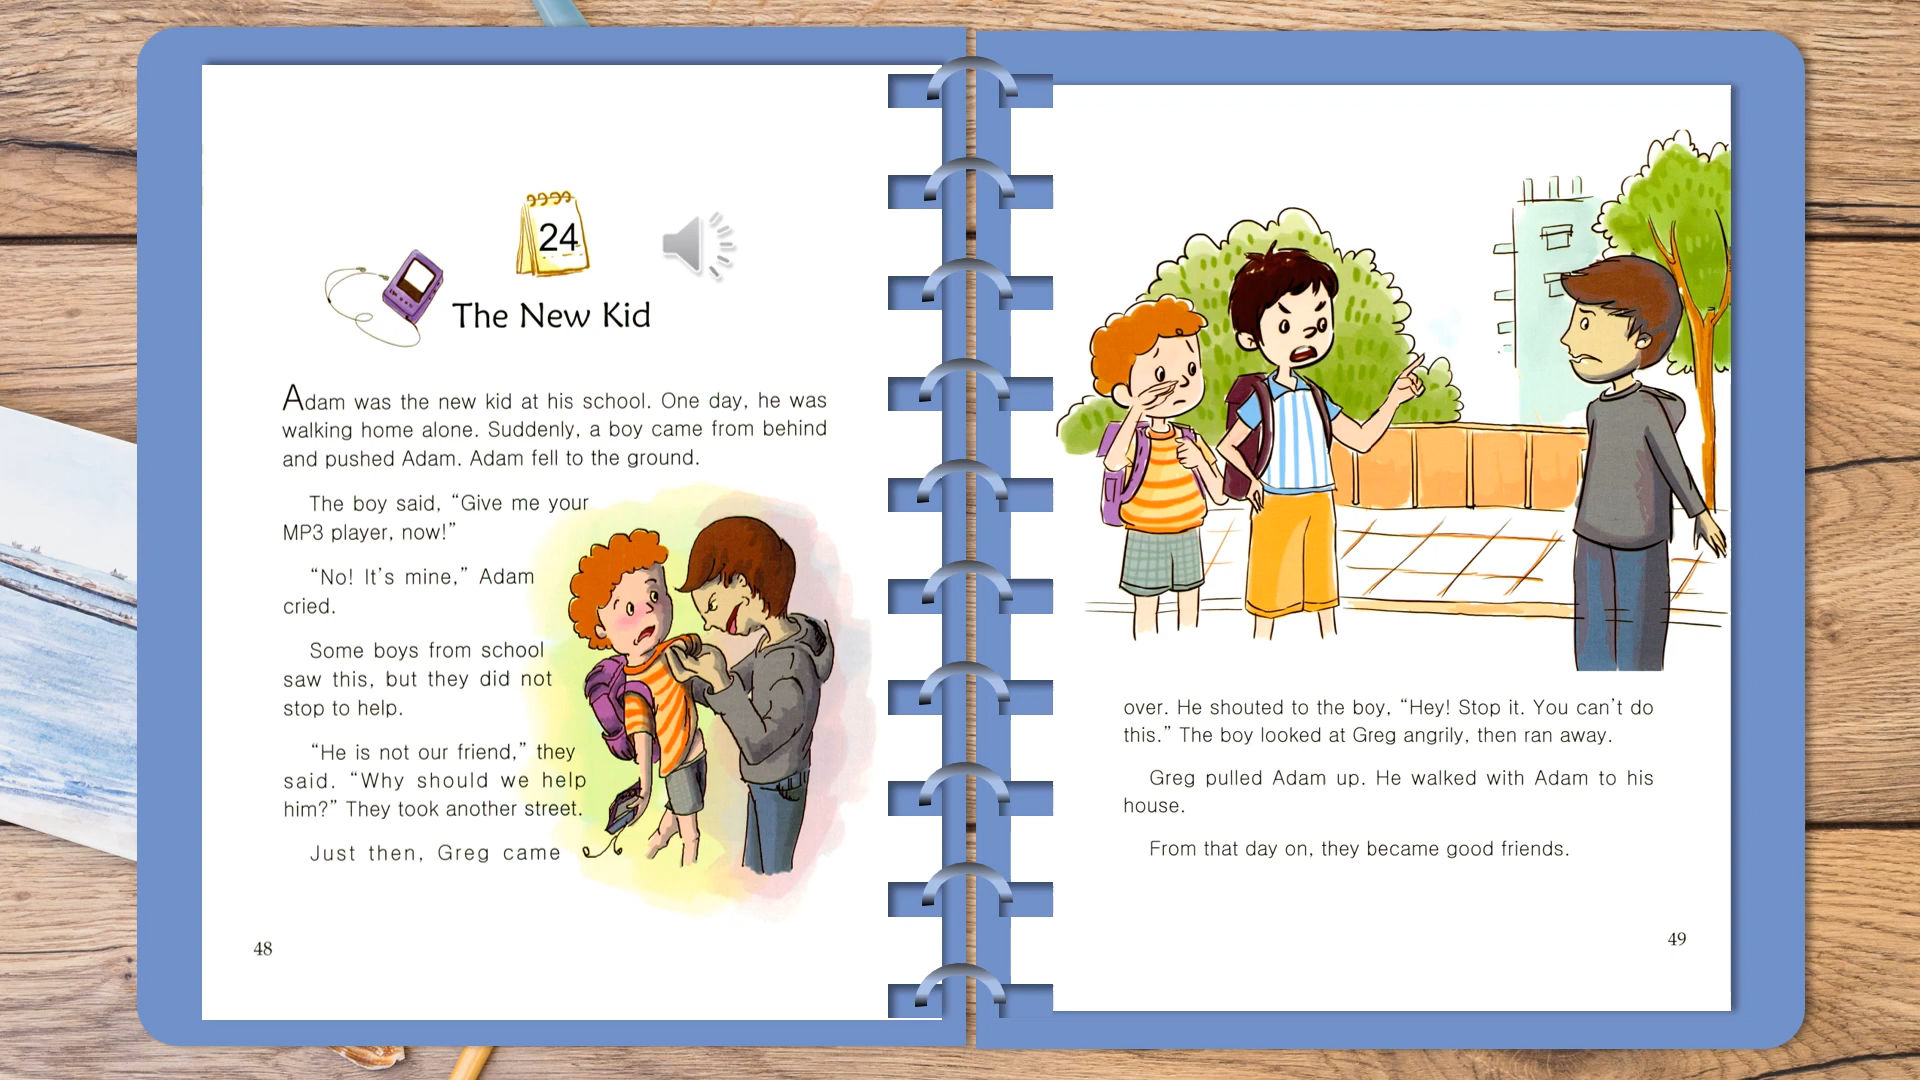 24
The New Kid
Adam was the new kid at his school. One day, he was
walking home alone. Suddenly, a boy came from behind
and pushed Adam. Adam fell to the ground.
The boy said, “Give me your
MP3 player, now!”
“No! It’s mine,” Adam
cried.
Some boys from school
saw this, but they did not
stop to help.
“He is not our friend,” they
said. “Why should we help
him?” They took another street.
Just then, Greg came
48
over. He shouted to the boy, “Hey! Stop it. You can’t do
this.” The boy looked at Greg angrily, then ran away.
Greg pulled Adam up. He walked with Adam to his
house.
From that day on, they became good friends.
49